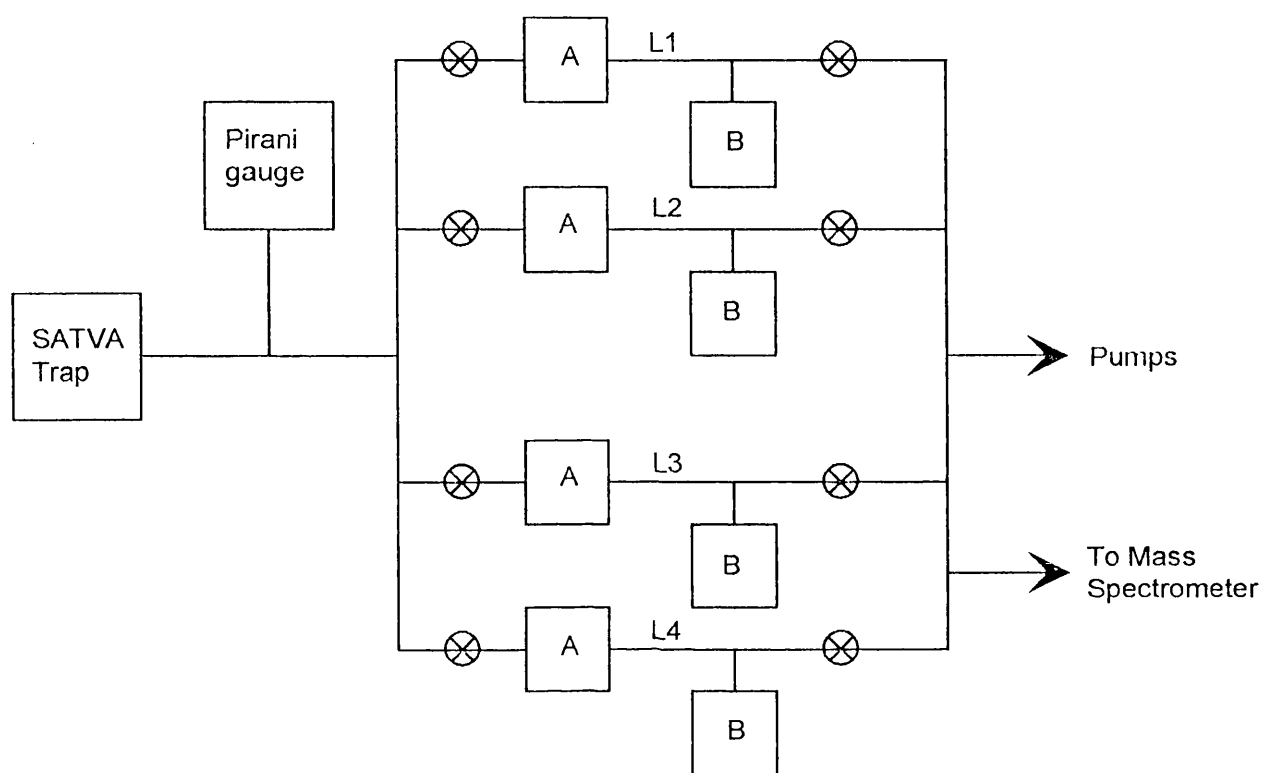 A
L1
B
Pirani
gauge
A
L2
B
SATVA
Trap
Pumps
A
L3
B
To Mass
Spectrometer
A
L4
B